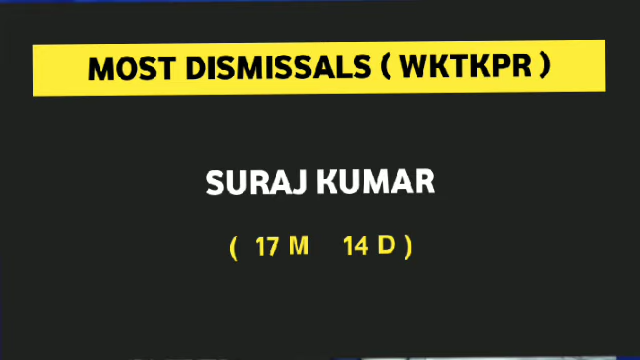 MOST DISMISSALS ( WKTKPR )
SURAJ KUMAR
( 17 M 14 D )